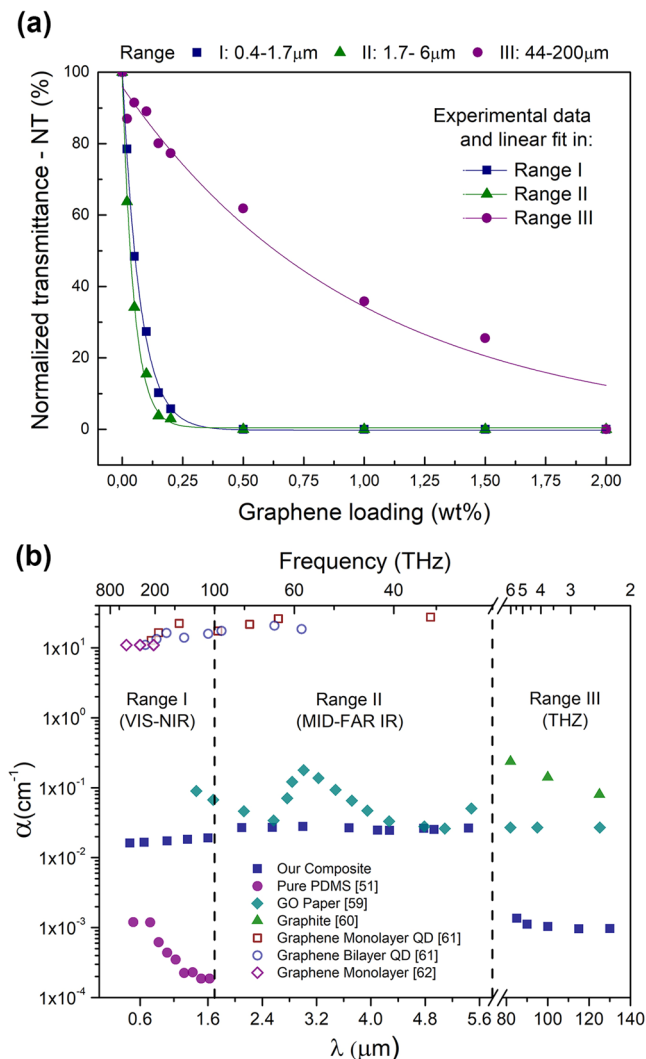 (a)
Range I: 0.4-1.7μm II: 1.7- 6μm III: 44-200μm
Normalized transmittance - NT (%)
100
80
60
40
20
0
Experimental data
and linear fit in:
Range I
Range II
Range III
0,00 0,25 0,50 0,75 1,00 1,25 1,50 1,75 2,00
Graphene loading (wt%)
(b)
Frequency (THz)
800 200 100 60 40 6 5 4 3 2
α(cm⁻¹)
1x10¹
1x10⁰
1x10⁻¹
1x10⁻²
1x10⁻³
1x10⁻⁴
Range I
(VIS-NIR)
Range II
(MID-FAR IR)
Range III
(THZ)
Our Composite
Pure PDMS [51]
GO Paper [59]
Graphite [60]
Graphene Monolayer QD [61]
Graphene Bilayer QD [61]
Graphene Monolayer [62]
0.6 1.6 2.4 3.2 4.8 5.6 80 100 120 140
λ (μm)